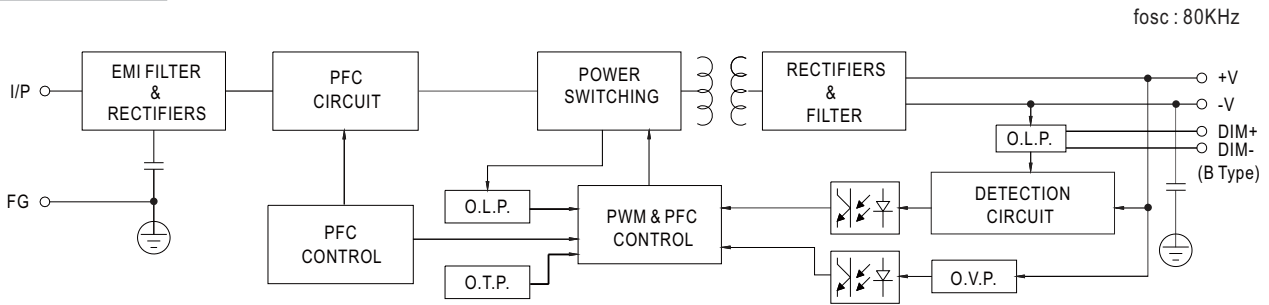 fosc : 80KHz
I/P
EMI FILTER
&
RECTIFIERS
PFC
CIRCUIT
POWER
SWITCHING
RECTIFIERS
&
FILTER
+V
-V
O.L.P.
DIM+
DIM-
(B Type)
FG
PFC
CONTROL
O.L.P.
O.T.P.
PWM & PFC
CONTROL
DETECTION
CIRCUIT
O.V.P.